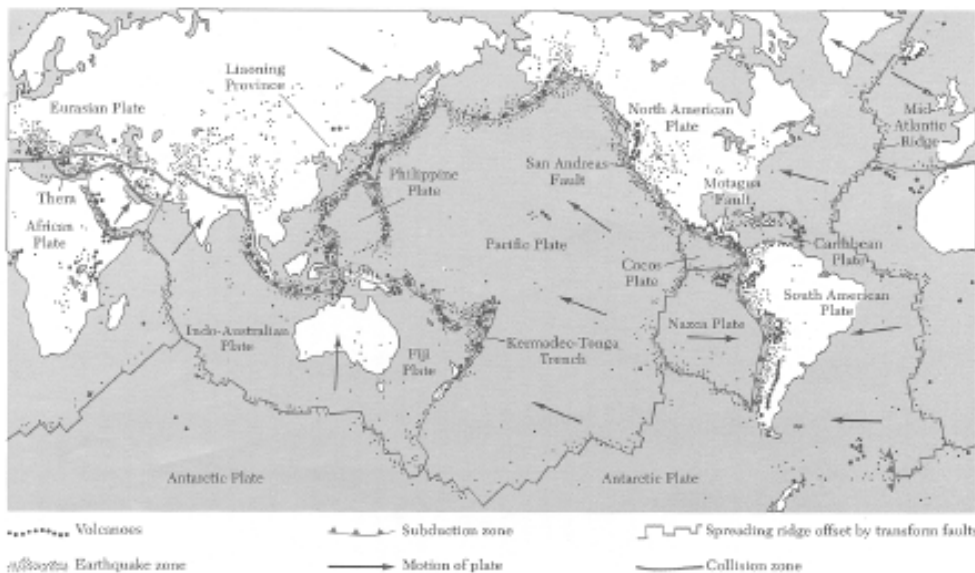 Eurasian Plate
Liaoning
Province
North American
Plate
Mid-
Atlantic
Ridge
San Andreas
Fault
Motagua
Fault
Philippine
Plate
Thera
African
Plate
Pacific Plate
Cocos
Plate
Caribbean
Plate
South American
Plate
Indo-Australian
Plate
Fiji
Plate
Kermadec-Tonga
Trench
Nazca Plate
Antarctic Plate
Antarctic Plate
Volcanoes
Subduction zone
Spreading ridge offset by transform faults
Earthquake zone
Motion of plate
Collision zone